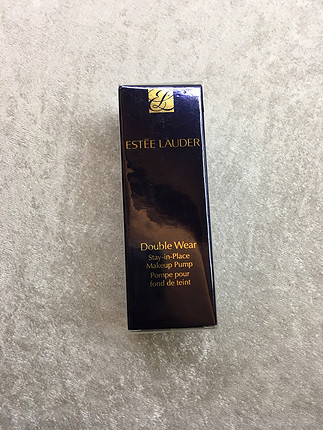 ESTĒE LAUDER
Double Wear
Stay-in-Place
Makeup Pump
Pompe pour
fond de teint